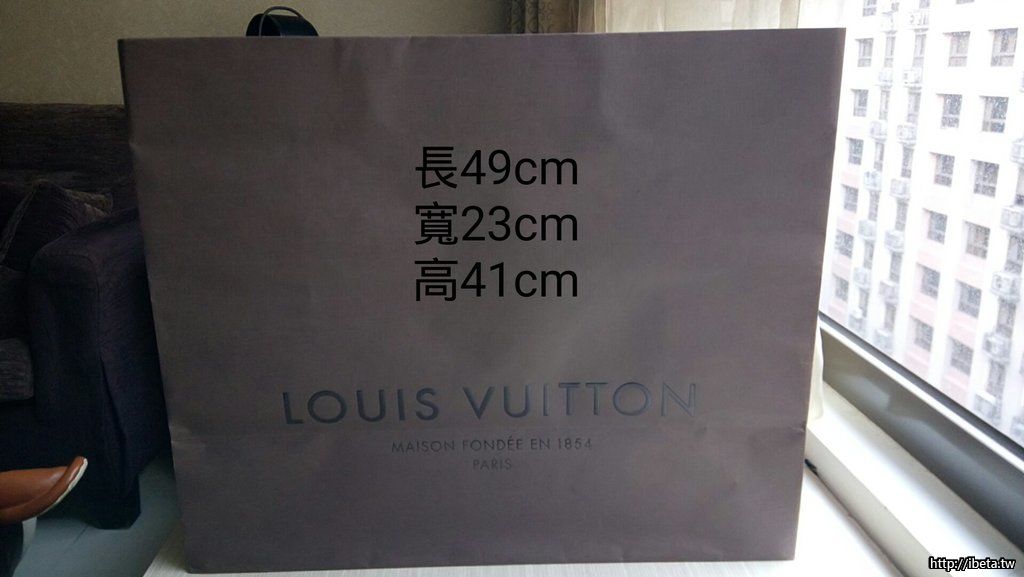 長49cm
寬23cm
高41cm
LOUIS VUITTON
MAISON FONDÉE EN 1854
PARIS
http://ibeta.tw